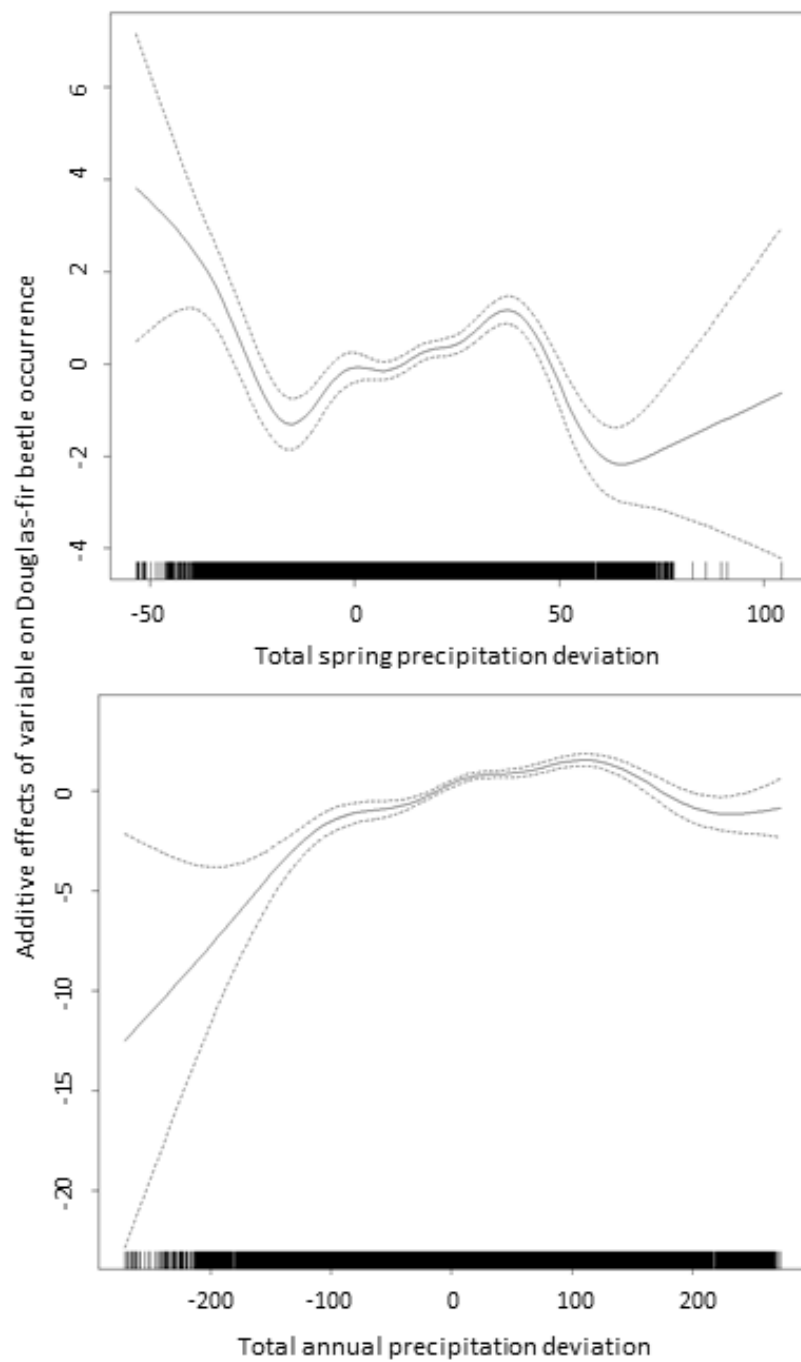 Additive effects of variable on Douglas-fir beetle occurrence
6
4
2
0
-2
-4
-50 0 50 100
Total spring precipitation deviation
0
-5
-10
-15
-20
-200 -100 0 100 200
Total annual precipitation deviation